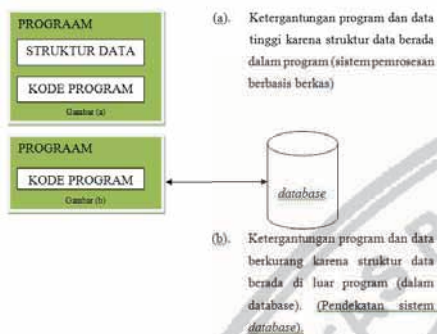 PROGRAAM
STRUKTUR DATA
KODE PROGRAM
Gambar (a)
(a). Ketergantungan program dan data
tinggi karena struktur data berada
dalam program (sistem pemrosesan
berbasis berkas)
PROGRAAM
KODE PROGRAM
Gambar (b)
database
(b). Ketergantungan program dan data
berkurang karena struktur data
berada di luar program (dalam
database). (Pendekatan sistem
database).